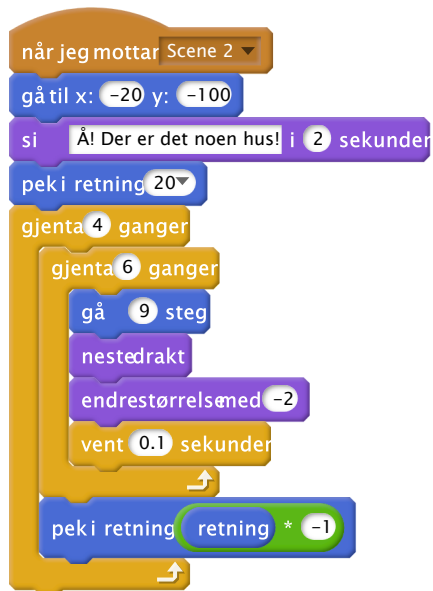 når jeg mottar Scene 2
gå til x: -20 y: -100
si Å! Der er det noen hus! i 2 sekunder
pek i retning 20
gjenta 4 ganger
gjenta 6 ganger
gå 9 steg
neste drakt
endre størrelse med -2
vent 0.1 sekunder
pek i retning retning * -1